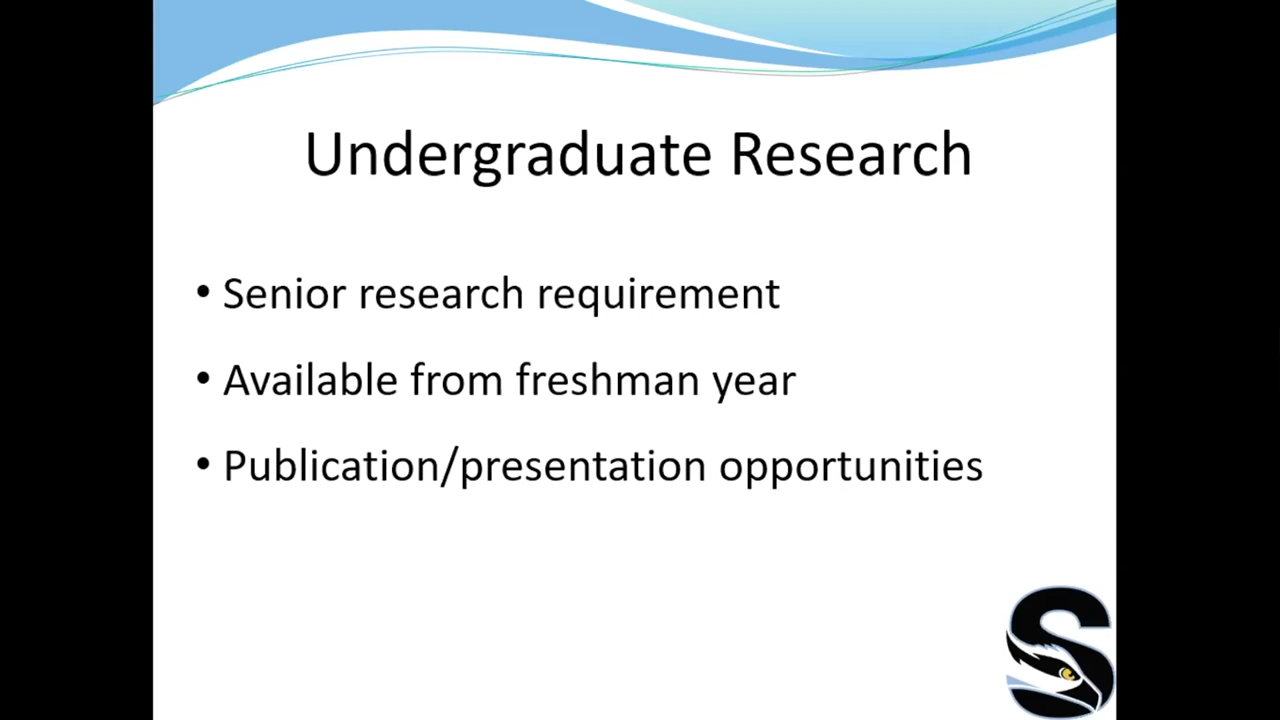 Undergraduate Research
• Senior research requirement
• Available from freshman year
• Publication/presentation opportunities
S